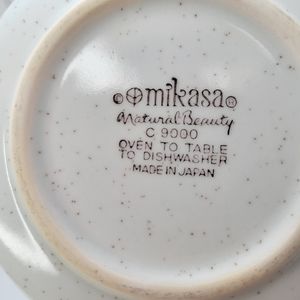 mikasa®
Natural Beauty
C 9000
OVEN TO TABLE
TO DISHWASHER
MADE IN JAPAN